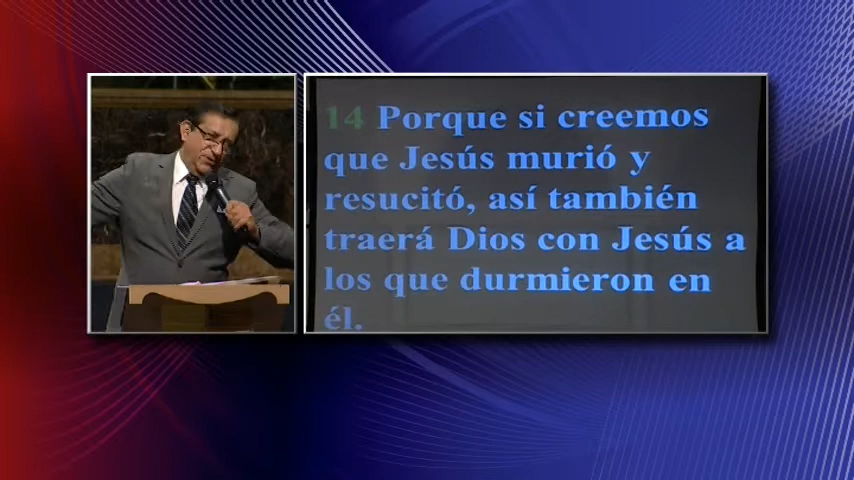 14 Porque si creemos
que Jesús murió y
resucitó, así también
traerá Dios con Jesús a
los que durmieron en
él.